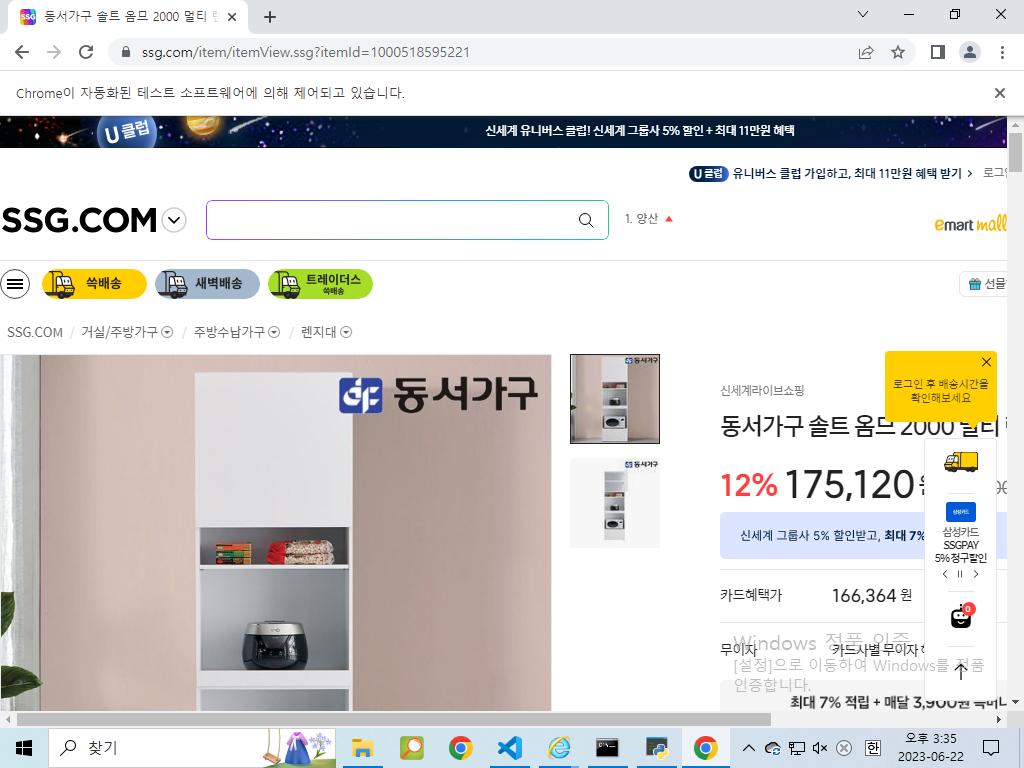 동서가구 솔트 옴므 2000 멀티 렌
ssg.com/item/itemView.ssg?itemId=1000518595221
Chrome이 자동화된 테스트 소프트웨어에 의해 제어되고 있습니다.
U 클럽
신세계 유니버스 클럽! 신세계 그룹사 5% 할인 + 최대 11만원 혜택
U 클럽 유니버스 클럽 가입하고, 최대 11만원 혜택 받기 >
SSG.COM
1. 양산
emart mall
쓱배송
새벽배송
트레이더스
쓱배송
선물
SSG.COM / 거실/주방가구 / 주방수납가구 / 렌지대
동서가구
동서가구
동서가구
로그인 후 배송시간을
확인해보세요
신세계라이브쇼핑
동서가구 솔트 옴므 2000 멀티
12% 175,120
신세계 그룹사 5% 할인받고, 최대 7%
삼성카드
삼성카드
SSGPAY
5% 청구할인
카드혜택가 166,364 원
0
무이자 카드사별 무이자
Windows 정품 인증
[설정]으로 이동하여 Windows를 정품
인증합니다.
최대 7% 적립 + 매달 3,900원
찾기
한
오후 3:35
2023-06-22